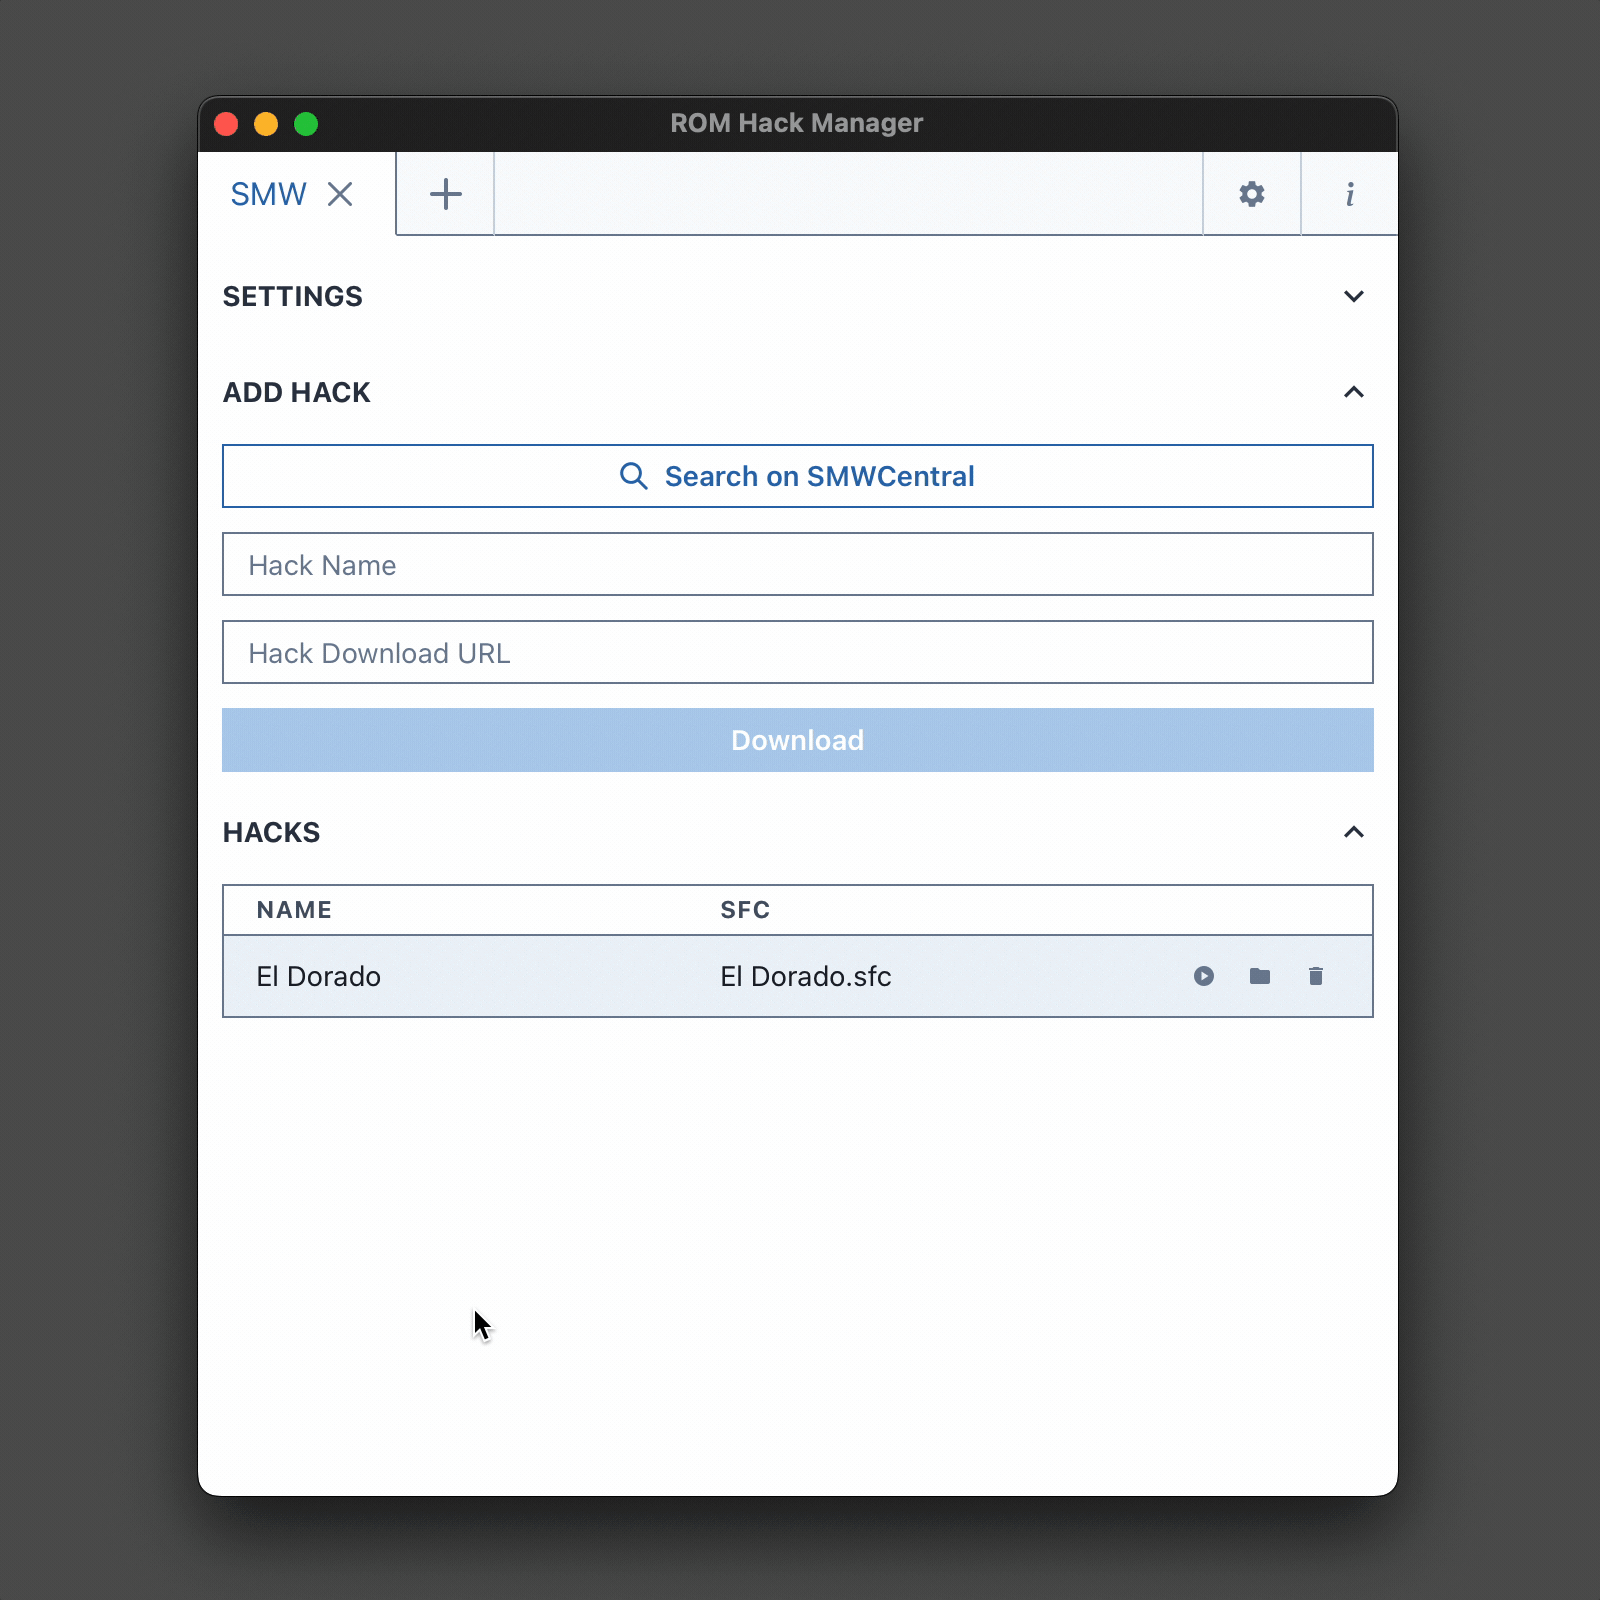 ROM Hack Manager
SMW
i
SETTINGS
ADD HACK
Search on SMWCentral
Hack Name
Hack Download URL
Download
HACKS
NAME SFC
El Dorado El Dorado.sfc